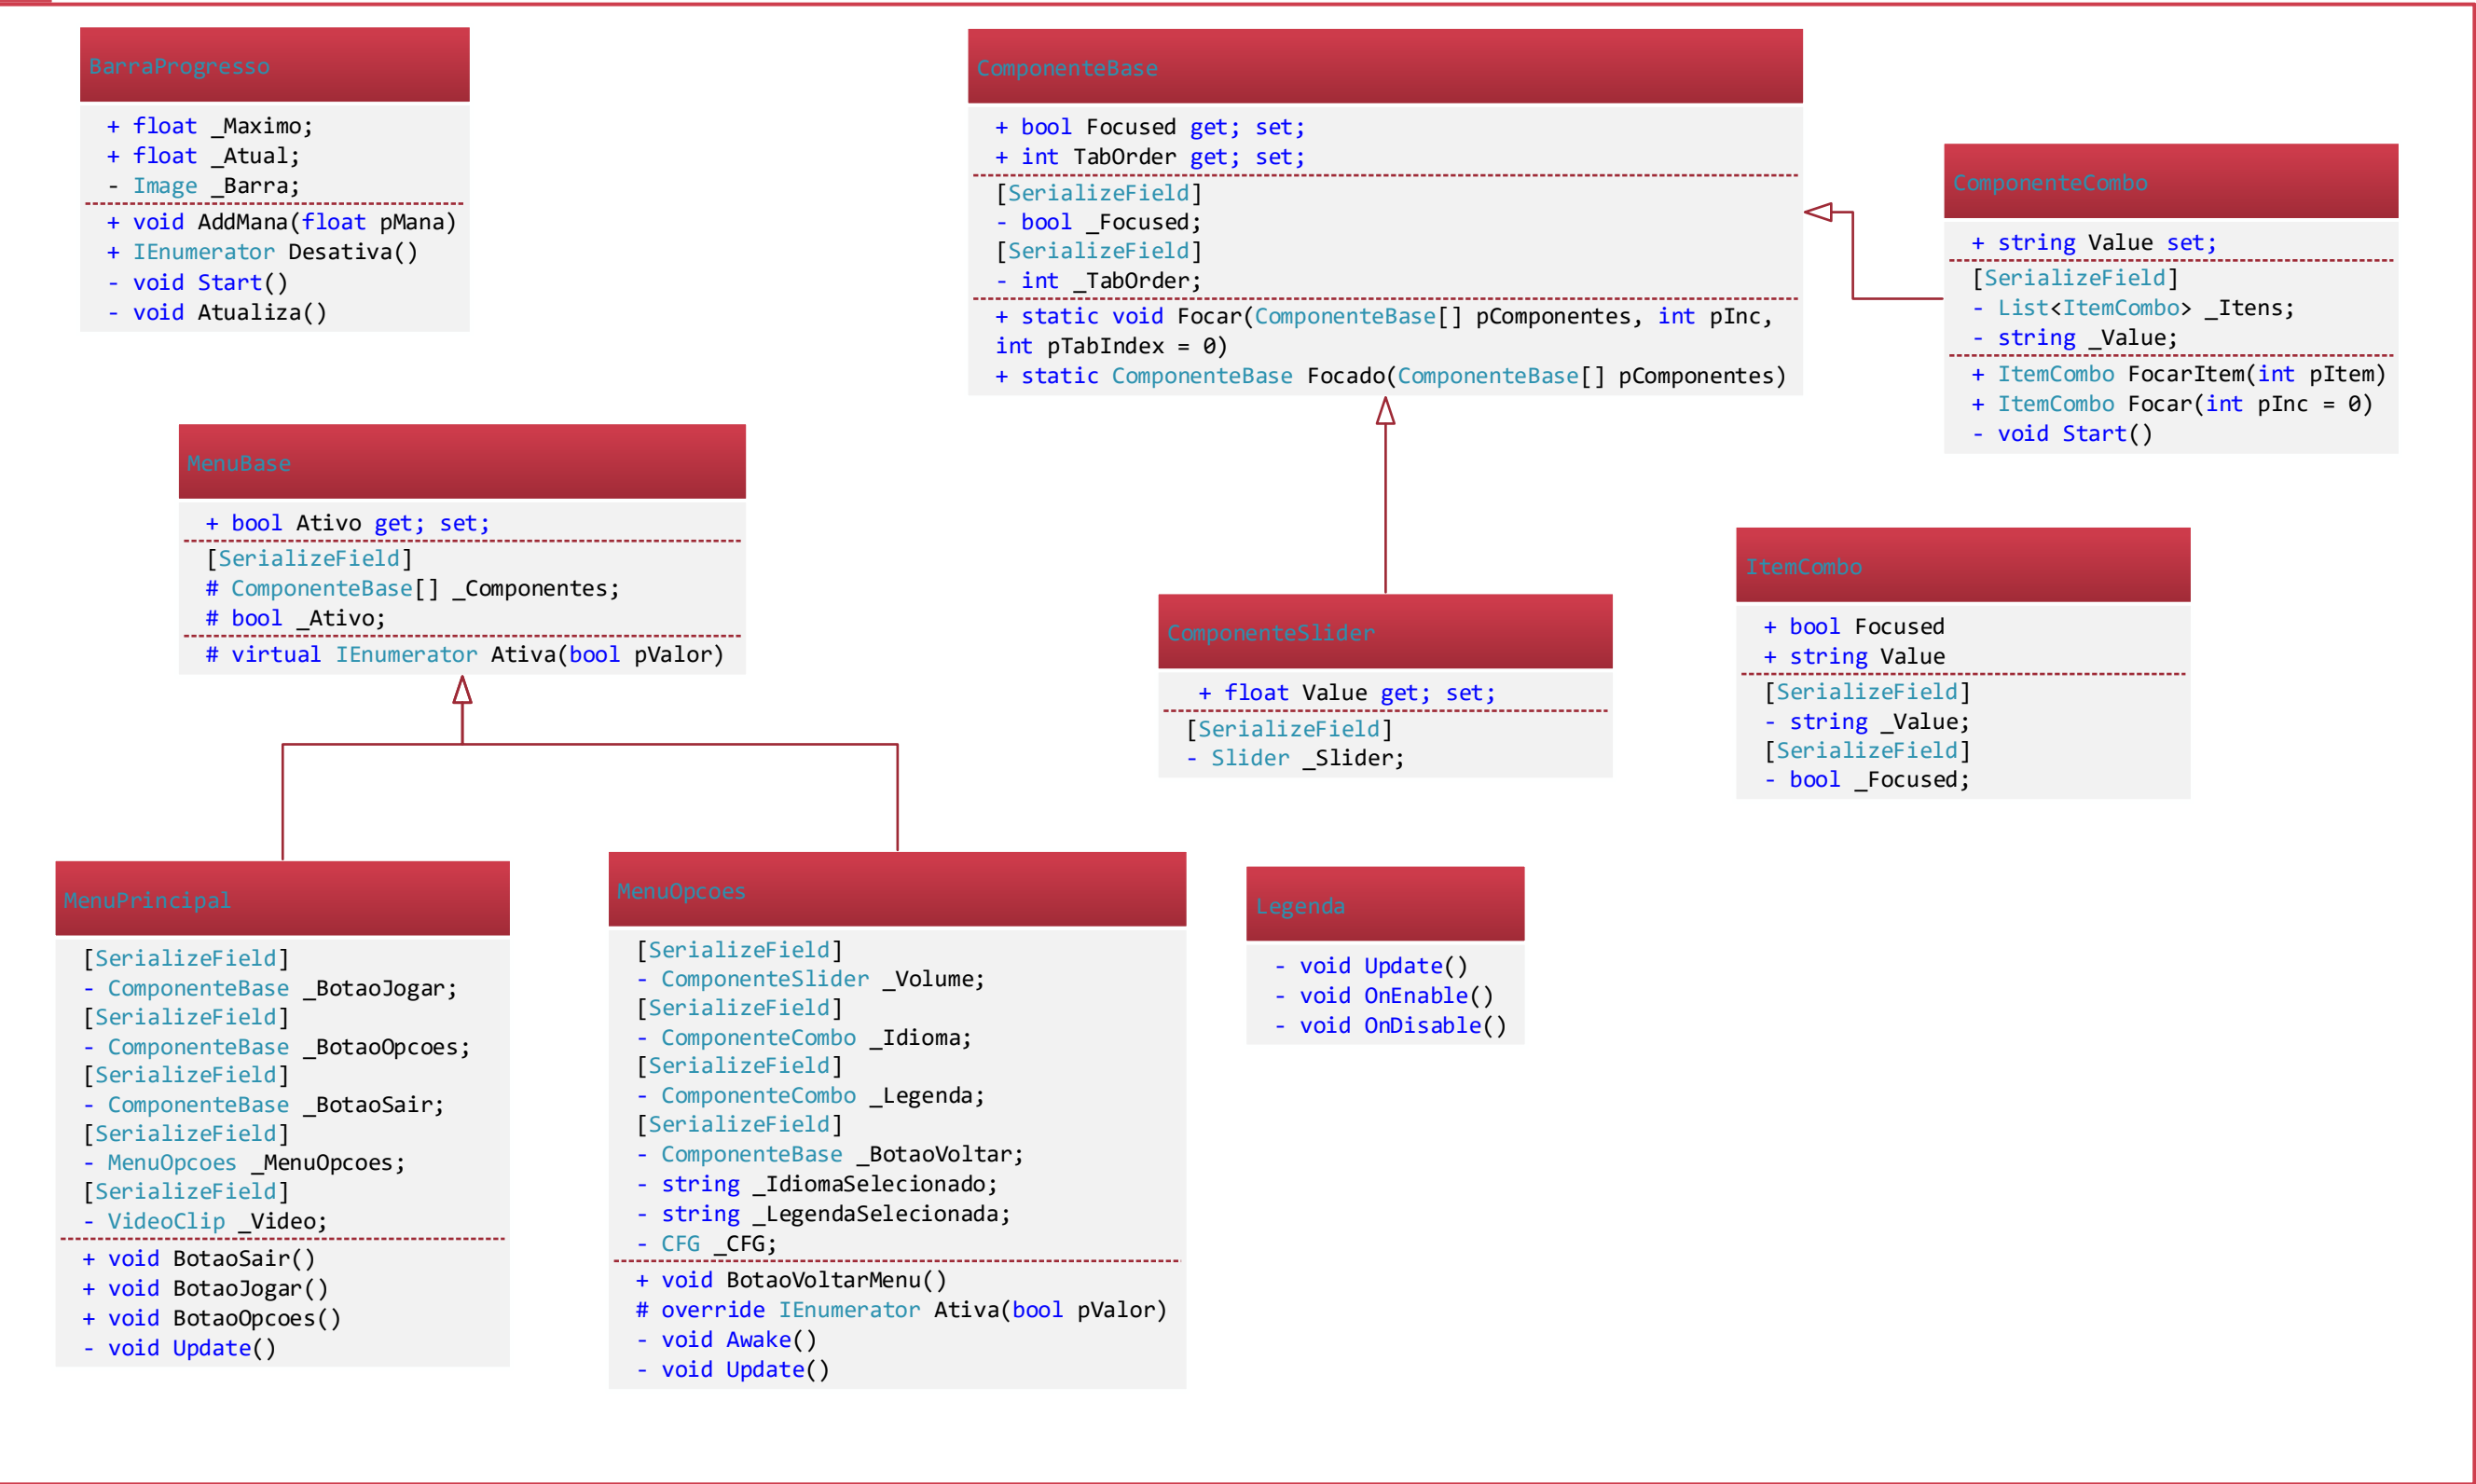 BarraProgresso
+ float _Maximo;
+ float _Atual;
- Image _Barra;
+ void AddMana(float pMana)
+ IEnumerator Desativa()
- void Start()
- void Atualiza()
ComponenteBase
+ bool Focused get; set;
+ int TabOrder get; set;
[SerializeField]
- bool _Focused;
[SerializeField]
- int _TabOrder;
+ static void Focar(ComponenteBase[] pComponentes, int pInc,
int pTabIndex = 0)
+ static ComponenteBase Focado(ComponenteBase[] pComponentes)
ComponenteCombo
+ string Value set;
[SerializeField]
- List<ItemCombo> _Itens;
- string _Value;
+ ItemCombo FocarItem(int pItem)
+ ItemCombo Focar(int pInc = 0)
- void Start()
MenuBase
+ bool Ativo get; set;
[SerializeField]
# ComponenteBase[] _Componentes;
# bool _Ativo;
# virtual IEnumerator Ativa(bool pValor)
ComponenteSlider
+ float Value get; set;
[SerializeField]
- Slider _Slider;
ItemCombo
+ bool Focused
+ string Value
[SerializeField]
- string _Value;
[SerializeField]
- bool _Focused;
MenuPrincipal
[SerializeField]
- ComponenteBase _BotaoJogar;
[SerializeField]
- ComponenteBase _BotaoOpcoes;
[SerializeField]
- ComponenteBase _BotaoSair;
[SerializeField]
- MenuOpcoes _MenuOpcoes;
[SerializeField]
- VideoClip _Video;
+ void BotaoSair()
+ void BotaoJogar()
+ void BotaoOpcoes()
- void Update()
MenuOpcoes
[SerializeField]
- ComponenteSlider _Volume;
[SerializeField]
- ComponenteCombo _Idioma;
[SerializeField]
- ComponenteCombo _Legenda;
[SerializeField]
- ComponenteBase _BotaoVoltar;
- string _IdiomaSelecionado;
- string _LegendaSelecionada;
- CFG _CFG;
+ void BotaoVoltarMenu()
# override IEnumerator Ativa(bool pValor)
- void Awake()
- void Update()
Legenda
- void Update()
- void OnEnable()
- void OnDisable()